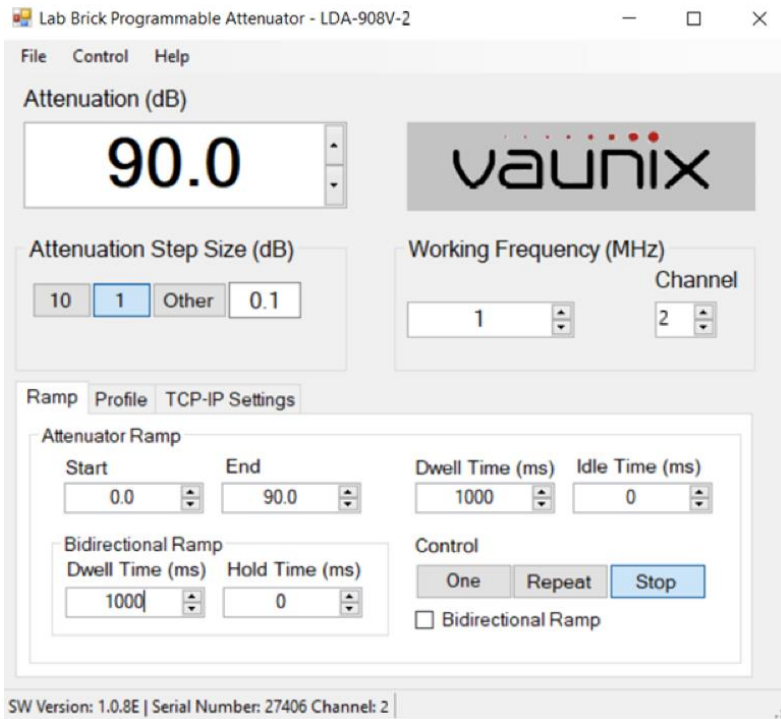 Lab Brick Programmable Attenuator - LDA-908V-2
File Control Help
Attenuation (dB)
90.0
vaunix
Attenuation Step Size (dB)
10 1 Other 0.1
Working Frequency (MHz)
Channel
1 2
Ramp Profile TCP-IP Settings
Attenuator Ramp
Start End Dwell Time (ms) Idle Time (ms)
0.0 90.0 1000 0
Bidirectional Ramp
Dwell Time (ms) Hold Time (ms)
1000 0
Control
One Repeat Stop
Bidirectional Ramp
SW Version: 1.0.8E | Serial Number: 27406 Channel: 2